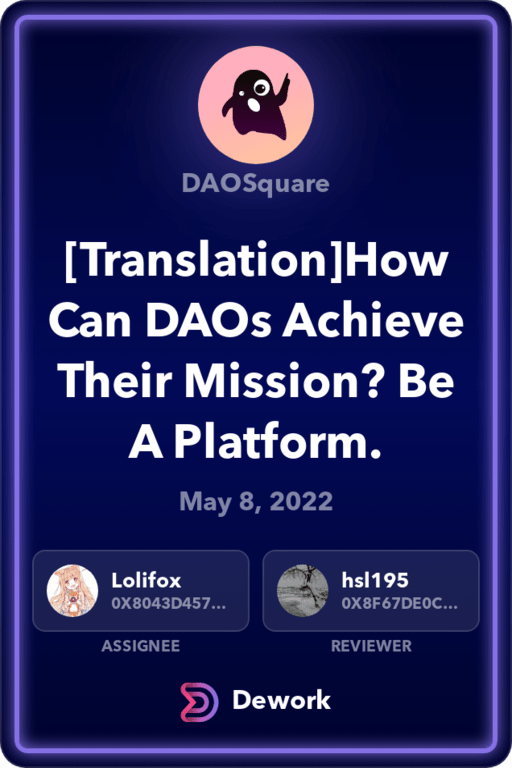 DAOSquare
[Translation]How
Can DAOs Achieve
Their Mission? Be
A Platform.
May 8, 2022
Lolifox
0X8043D457...
ASSIGNEE
hsl195
0X8F67DE0C...
REVIEWER
Dework